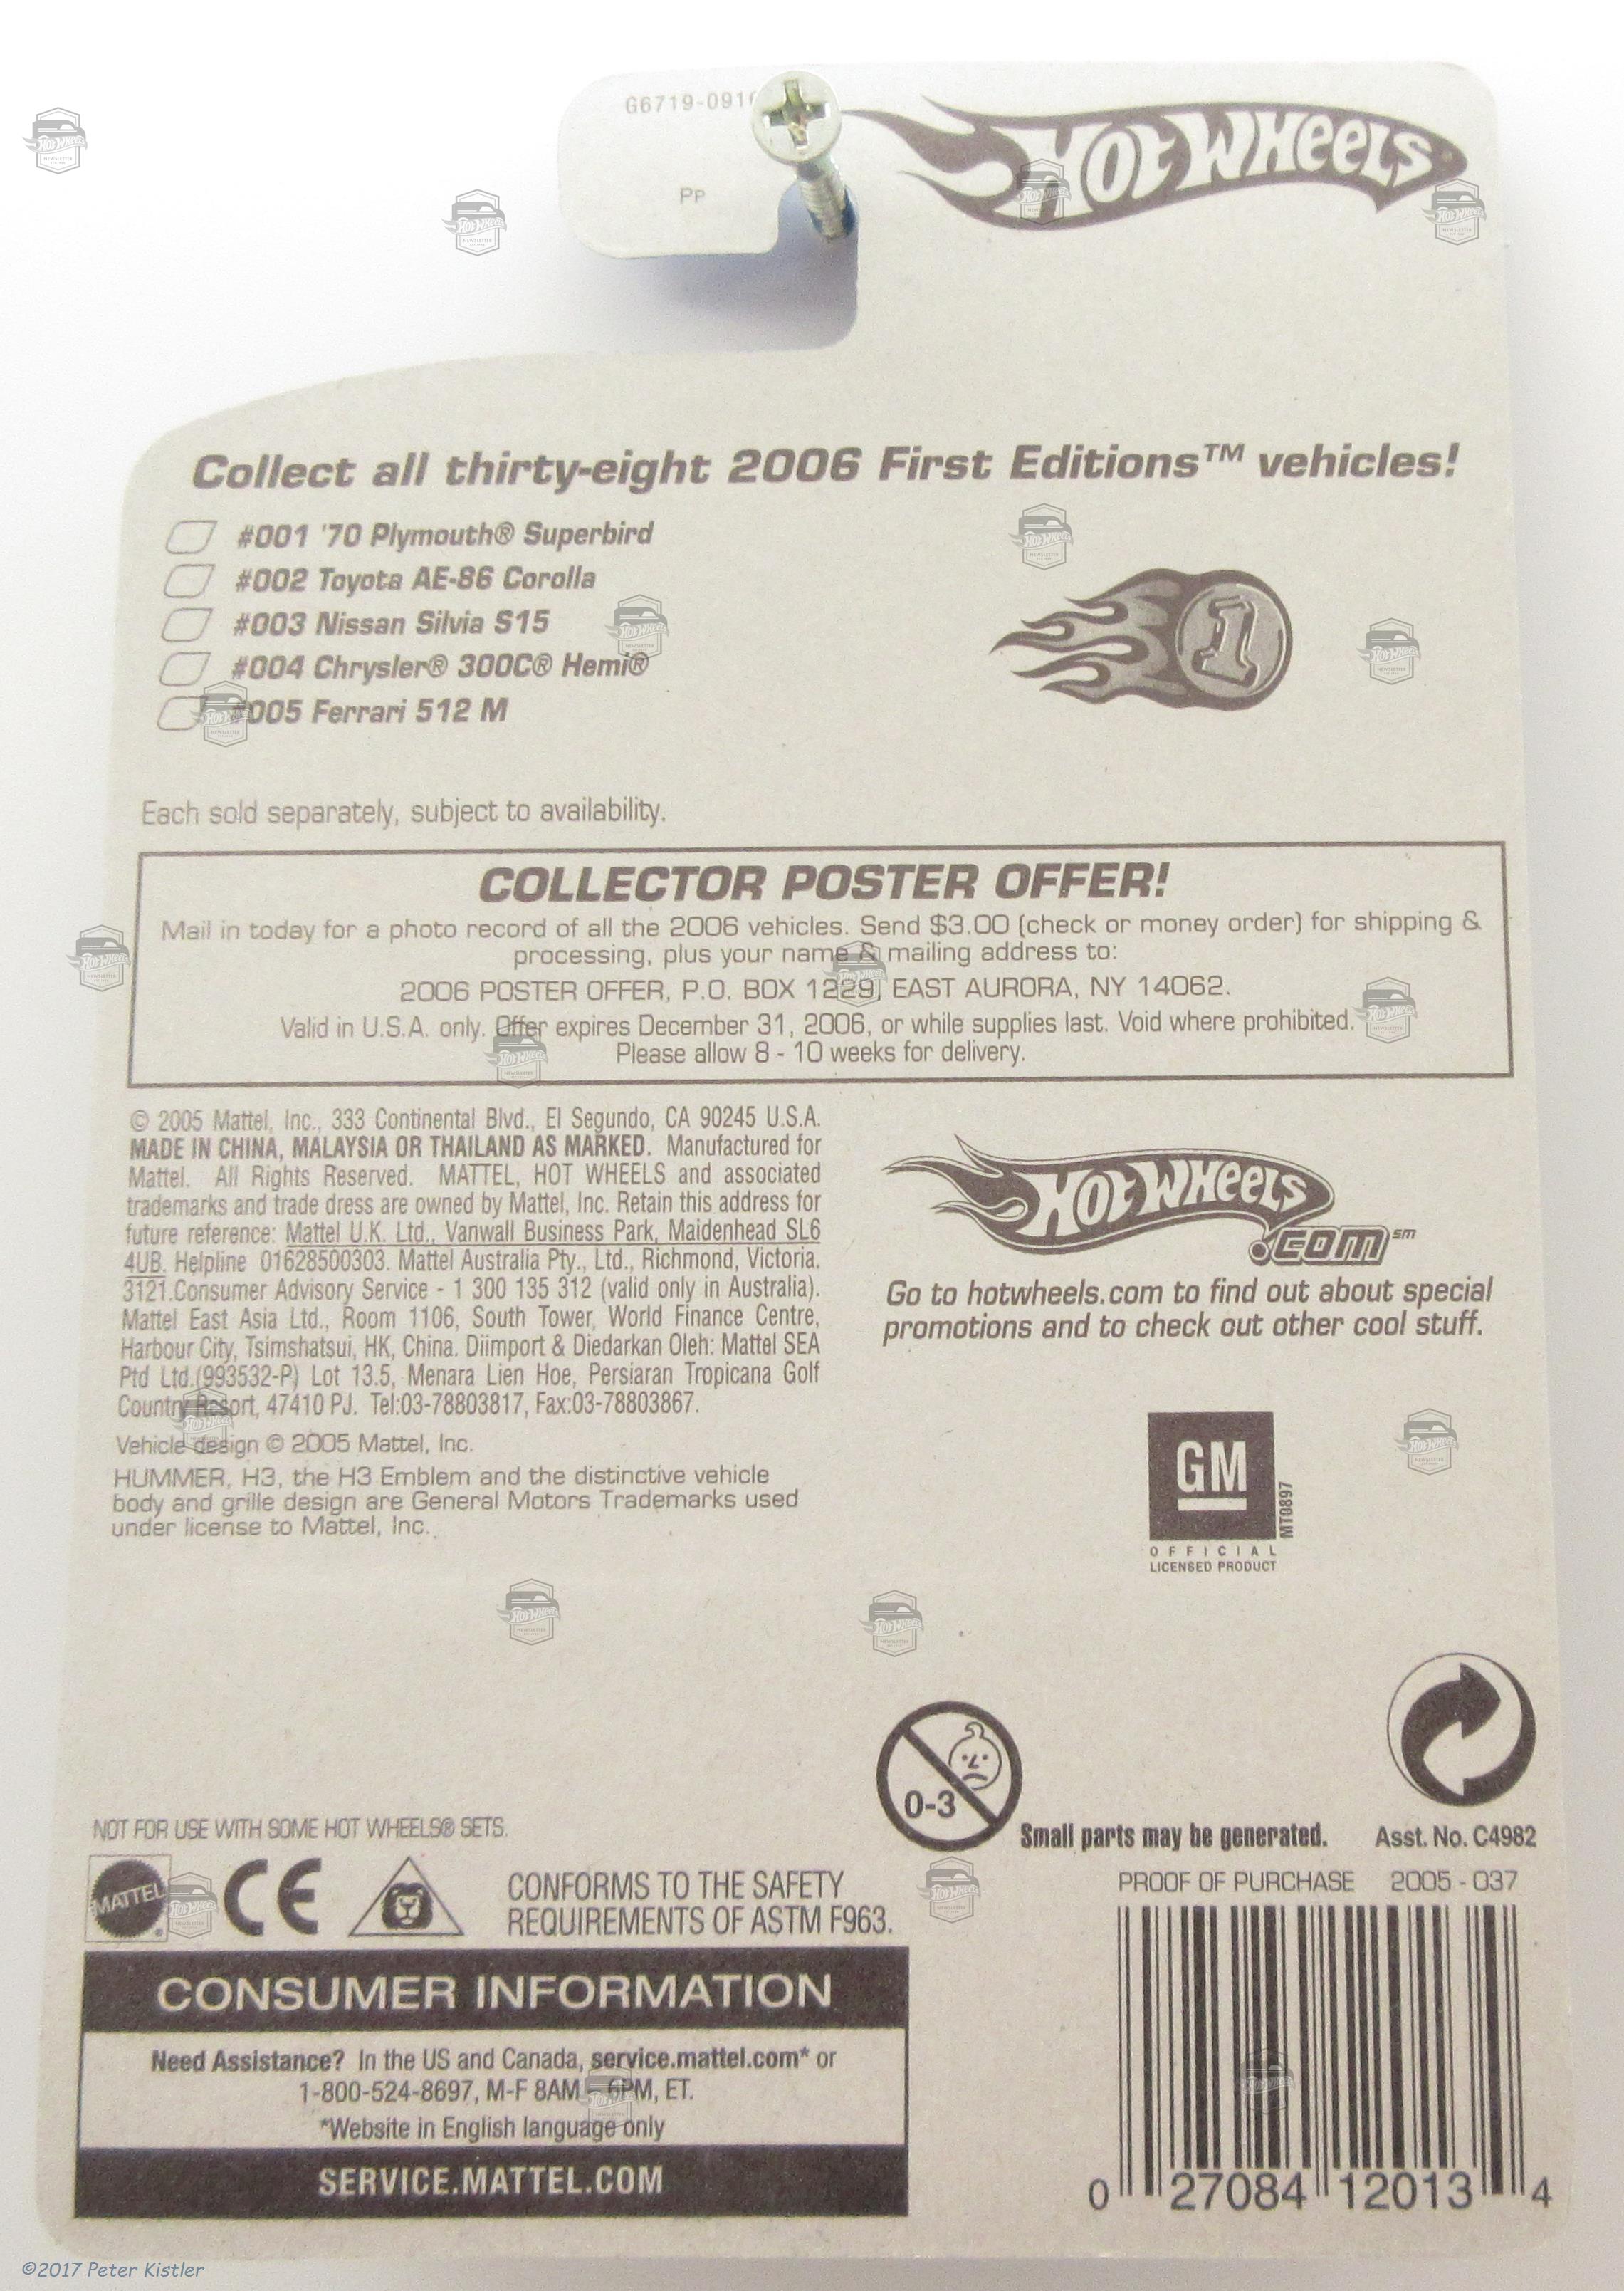 G6719-091
PP
HOT WHEELS
Collect all thirty-eight 2006 First Editions™ vehicles!
#001 '70 Plymouth® Superbird
#002 Toyota AE-86 Corolla
#003 Nissan Silvia S15
#004 Chrysler® 300C® Hemi®
#005 Ferrari 512 M
1
Each sold separately, subject to availability.
COLLECTOR POSTER OFFER!
Mail in today for a photo record of all the 2006 vehicles. Send $3.00 (check or money order) for shipping &
processing, plus your name & mailing address to:
2006 POSTER OFFER, P.O. BOX 1229, EAST AURORA, NY 14062.
Valid in U.S.A. only. Offer expires December 31, 2006, or while supplies last. Void where prohibited.
Please allow 8 - 10 weeks for delivery.
© 2005 Mattel, Inc., 333 Continental Blvd., El Segundo, CA 90245 U.S.A.
MADE IN CHINA, MALAYSIA OR THAILAND AS MARKED. Manufactured for
Mattel. All Rights Reserved. MATTEL, HOT WHEELS and associated
trademarks and trade dress are owned by Mattel, Inc. Retain this address for
future reference: Mattel U.K. Ltd., Vanwall Business Park, Maidenhead SL6
4UB. Helpline 01628500303. Mattel Australia Pty., Ltd., Richmond, Victoria.
3121.Consumer Advisory Service - 1 300 135 312 (valid only in Australia).
Mattel East Asia Ltd., Room 1106, South Tower, World Finance Centre,
Harbour City, Tsimshatsui, HK, China. Diimport & Diedarkan Oleh: Mattel SEA
Ptd Ltd.(993532-P) Lot 13.5, Menara Lien Hoe, Persiaran Tropicana Golf
Country Resort, 47410 PJ. Tel:03-78803817, Fax:03-78803867.
Vehicle design © 2005 Mattel, Inc.
HUMMER, H3, the H3 Emblem and the distinctive vehicle
body and grille design are General Motors Trademarks used
under license to Mattel, Inc.
HOT WHEELS
.COM℠
Go to hotwheels.com to find out about special
promotions and to check out other cool stuff.
GM
MT0897
OFFICIAL
LICENSED PRODUCT
0-3
Small parts may be generated.
Asst. No. C4982
NOT FOR USE WITH SOME HOT WHEELS® SETS.
MATTEL®
CE
CONFORMS TO THE SAFETY
REQUIREMENTS OF ASTM F963.
PROOF OF PURCHASE 2005 - 037
CONSUMER INFORMATION
Need Assistance? In the US and Canada, service.mattel.com* or
1-800-524-8697, M-F 8AM - 6PM, ET.
*Website in English language only
SERVICE.MATTEL.COM
0 27084 12013 4
©2017 Peter Kistler